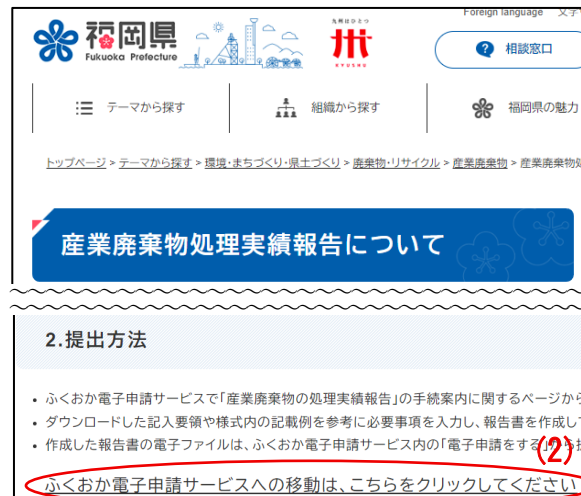 Foreign language 文字
福岡県
Fukuoka Prefecture
九州はひとつ
KYUSHU
相談窓口
テーマから探す
組織から探す
福岡県の魅力
トップページ > テーマから探す > 環境・まちづくり・県土づくり > 廃棄物・リサイクル > 産業廃棄物 > 産業廃棄物処
産業廃棄物処理実績報告について
2.提出方法
・ふくおか電子申請サービスで「産業廃棄物の処理実績報告」の手続案内に関するページから
・ダウンロードした記入要領や様式内の記載例を参考に必要事項を入力し、報告書を作成して
・作成した報告書の電子ファイルは、ふくおか電子申請サービス内の「電子申請をする」から
(2)
ふくおか電子申請サービスへの移動は、こちらをクリックしてください